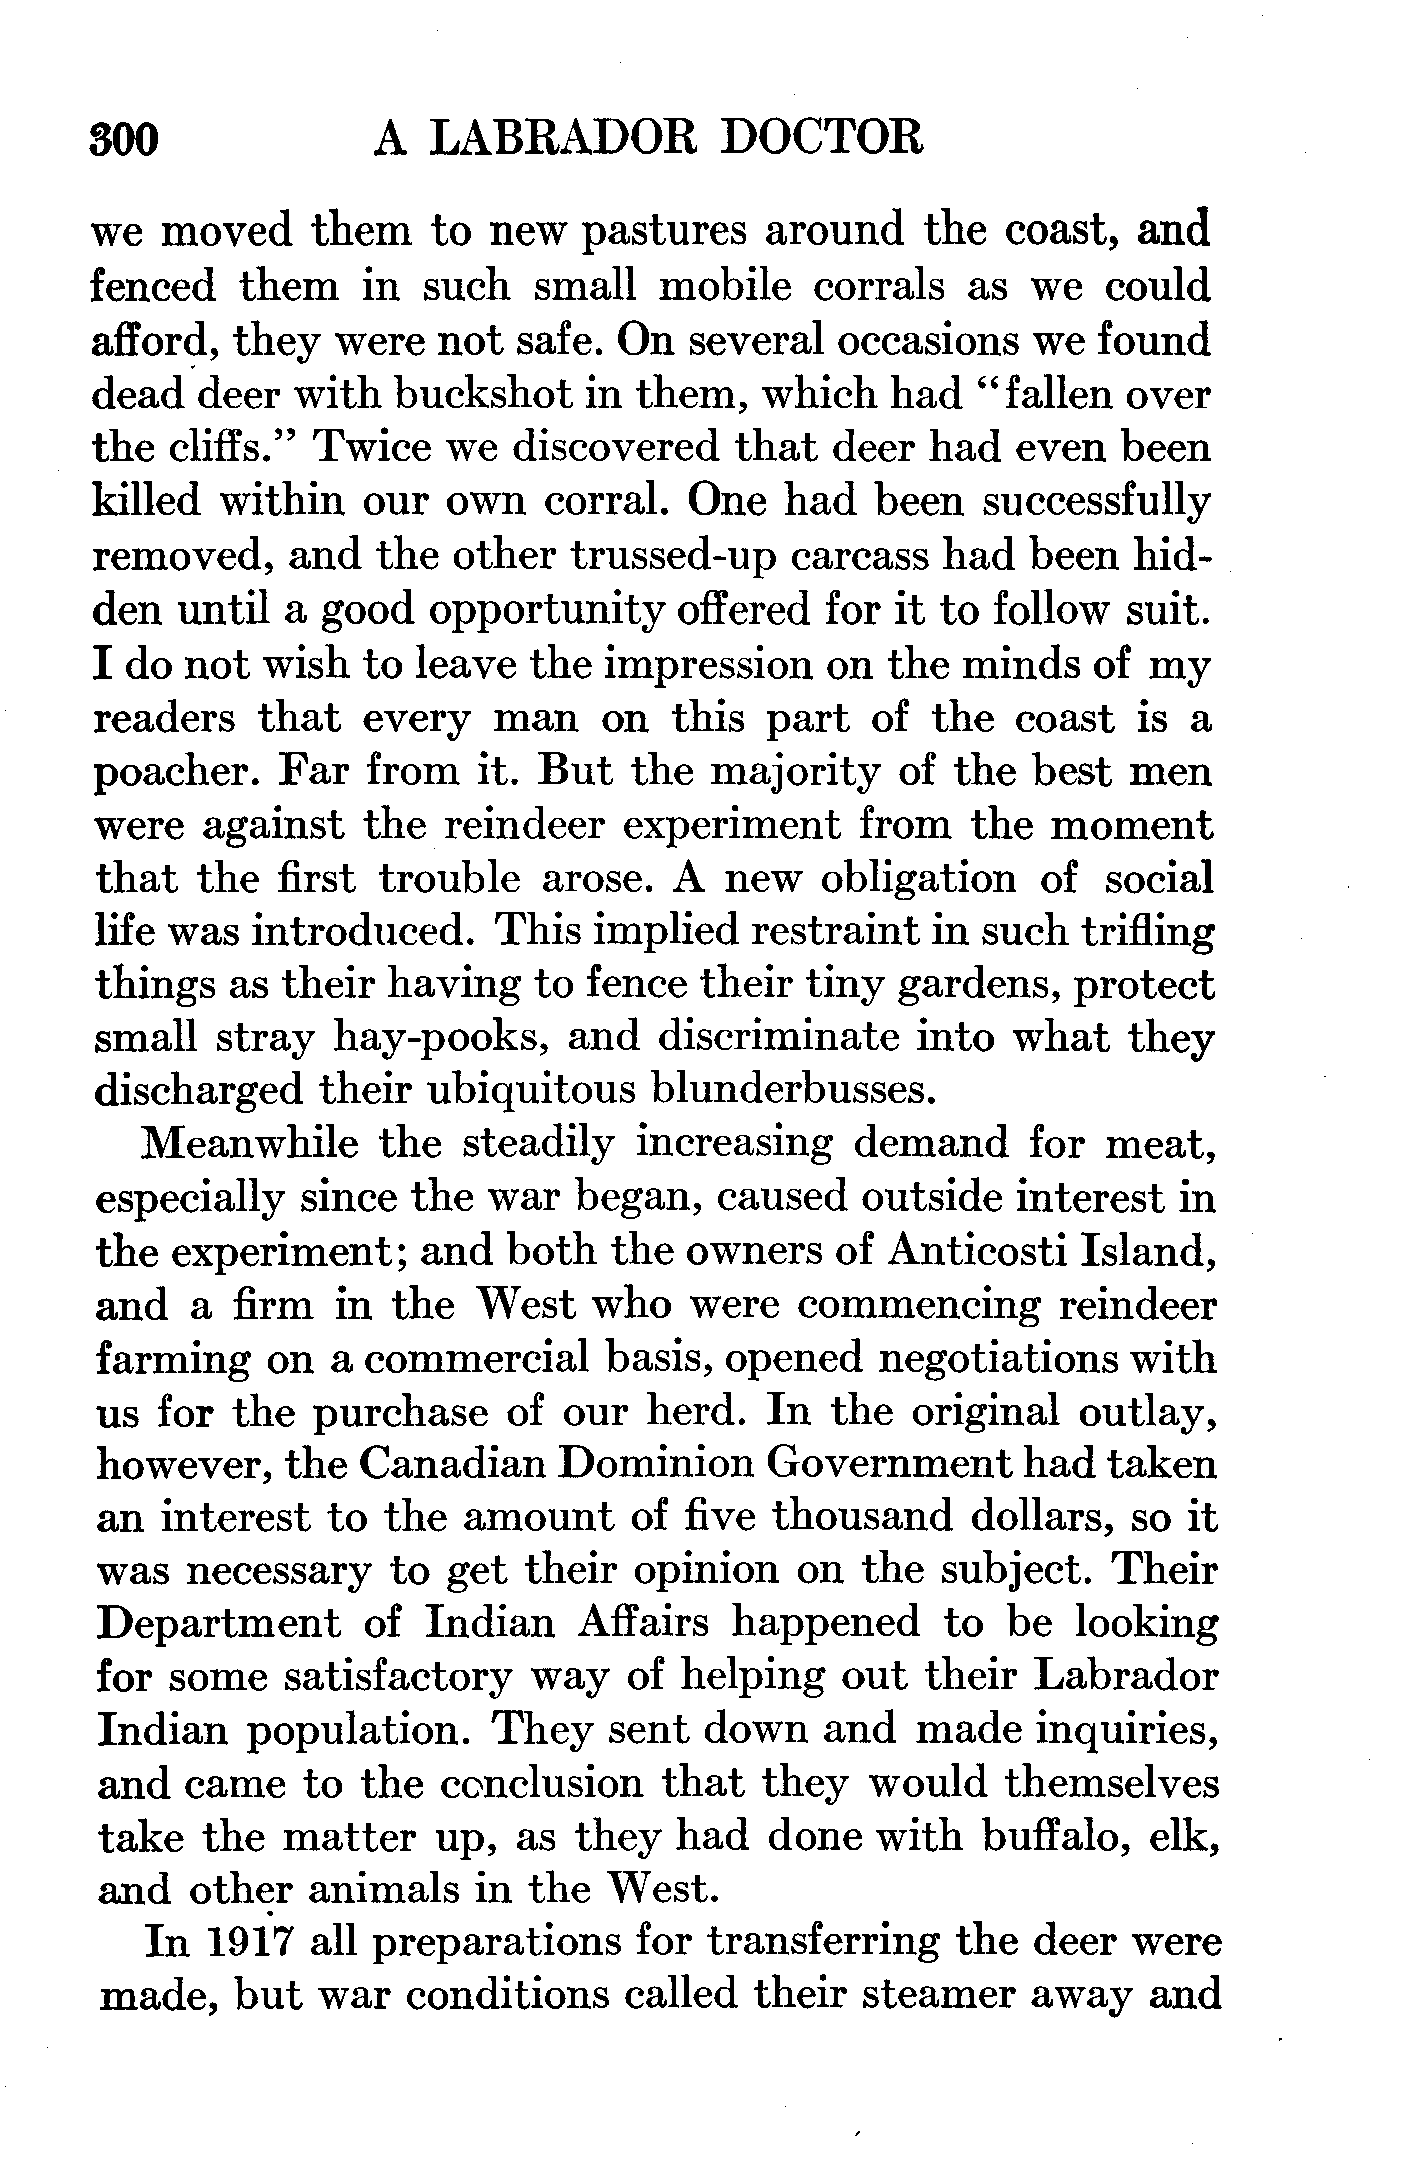 300 A LABRADOR DOCTOR
we moved them to new pastures around the coast, and
fenced them in such small mobile corrals as we could
afford, they were not safe. On several occasions we found
dead deer with buckshot in them, which had “fallen over
the cliffs.” Twice we discovered that deer had even been
killed within our own corral. One had been successfully
removed, and the other trussed-up carcass had been hid-
den until a good opportunity offered for it to follow suit.
I do not wish to leave the impression on the minds of my
readers that every man on this part of the coast is a
poacher. Far from it. But the majority of the best men
were against the reindeer experiment from the moment
that the first trouble arose. A new obligation of social
life was introduced. This implied restraint in such trifling
things as their having to fence their tiny gardens, protect
small stray hay-pooks, and discriminate into what they
discharged their ubiquitous blunderbusses.
Meanwhile the steadily increasing demand for meat,
especially since the war began, caused outside interest in
the experiment; and both the owners of Anticosti Island,
and a firm in the West who were commencing reindeer
farming on a commercial basis, opened negotiations with
us for the purchase of our herd. In the original outlay,
however, the Canadian Dominion Government had taken
an interest to the amount of five thousand dollars, so it
was necessary to get their opinion on the subject. Their
Department of Indian Affairs happened to be looking
for some satisfactory way of helping out their Labrador
Indian population. They sent down and made inquiries,
and came to the conclusion that they would themselves
take the matter up, as they had done with buffalo, elk,
and other animals in the West.
In 1917 all preparations for transferring the deer were
made, but war conditions called their steamer away and